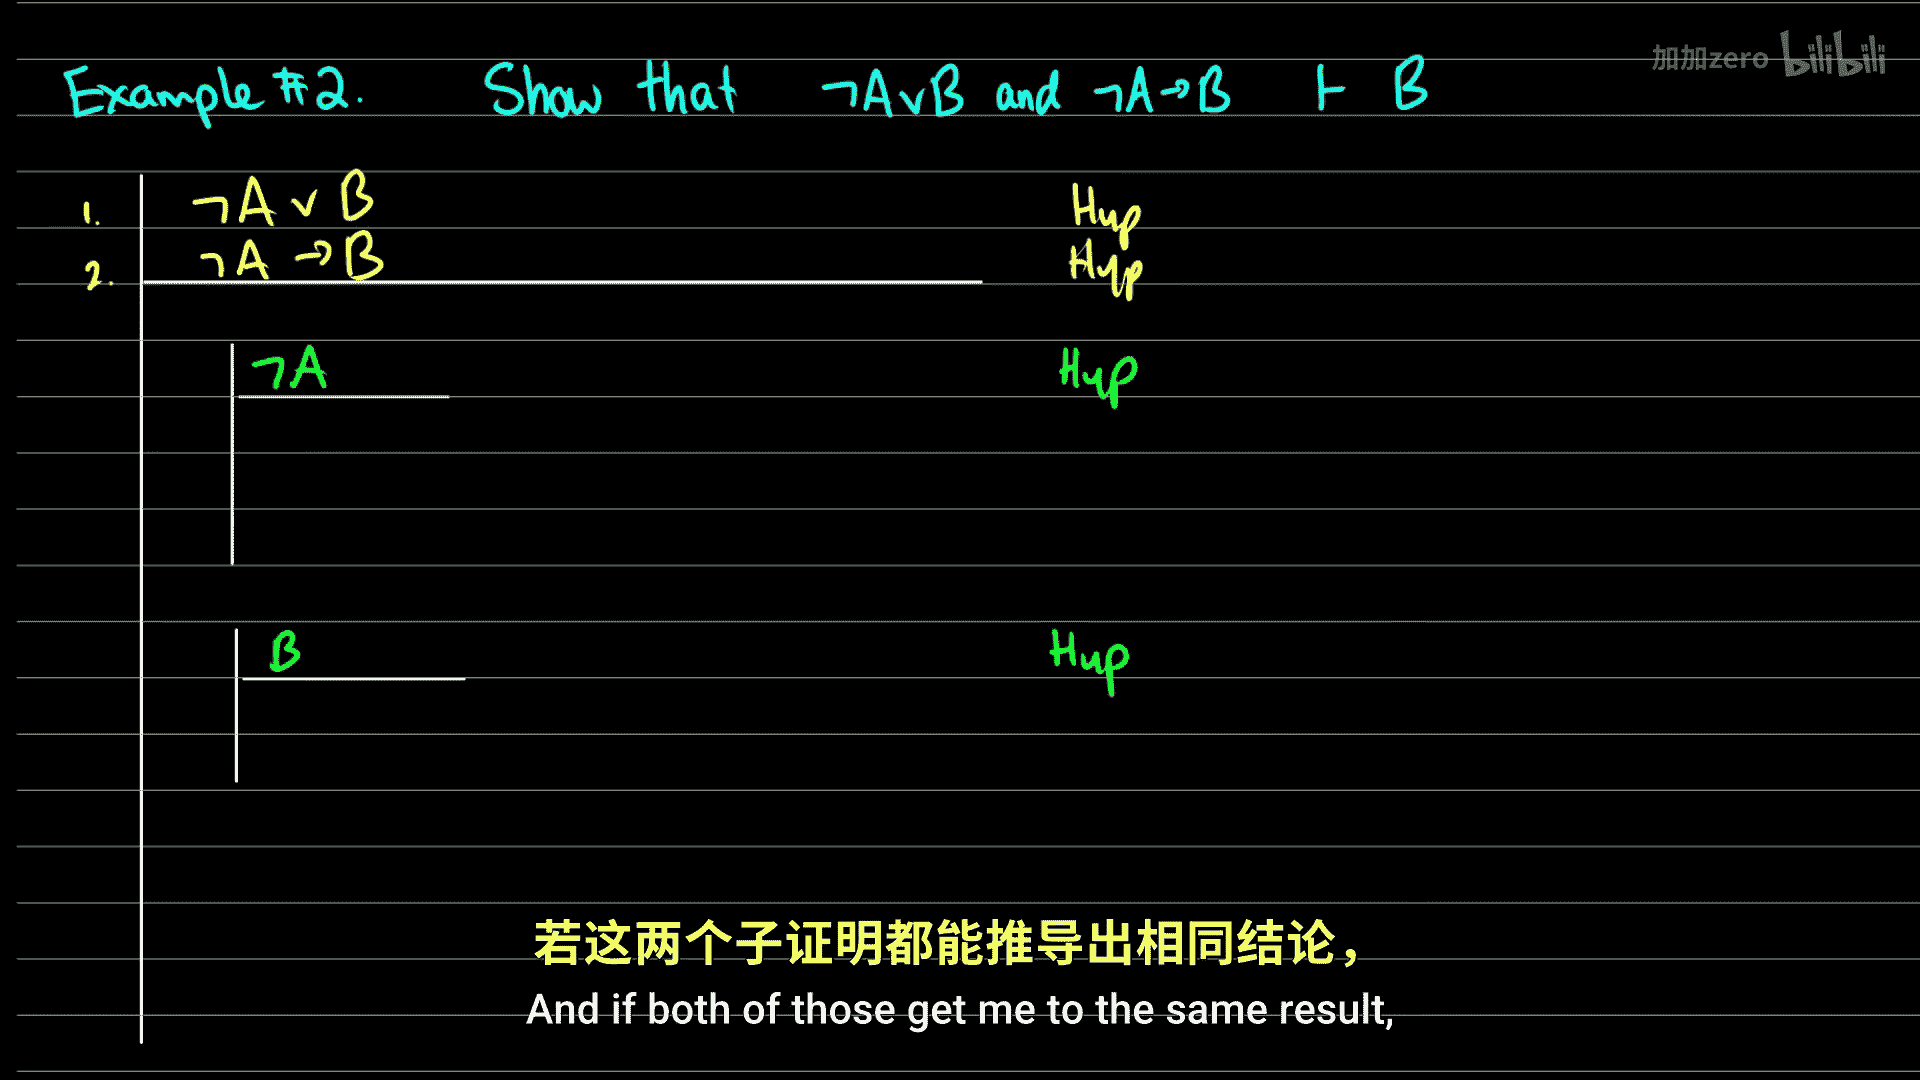 加加zero bilibili
Example #2. Show that ¬A∨B and ¬A→B ⊢ B
1. ¬A∨B Hyp
2. ¬A→B Hyp
¬A Hyp
B Hyp
若这两个子证明都能推导出相同结论，
And if both of those get me to the same result,